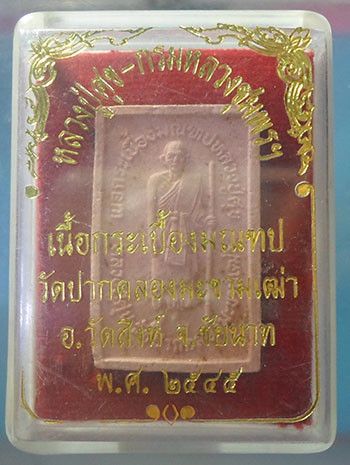 หลวงปู่ศุข-กรมหลวงชุมพรฯ
เนื้อกระเบื้องมณฑป
วัดปากคลองมะขามเฒ่า
อ.วัดสิงห์ จ.ชัยนาท
พ.ศ. ๒๕๔๕